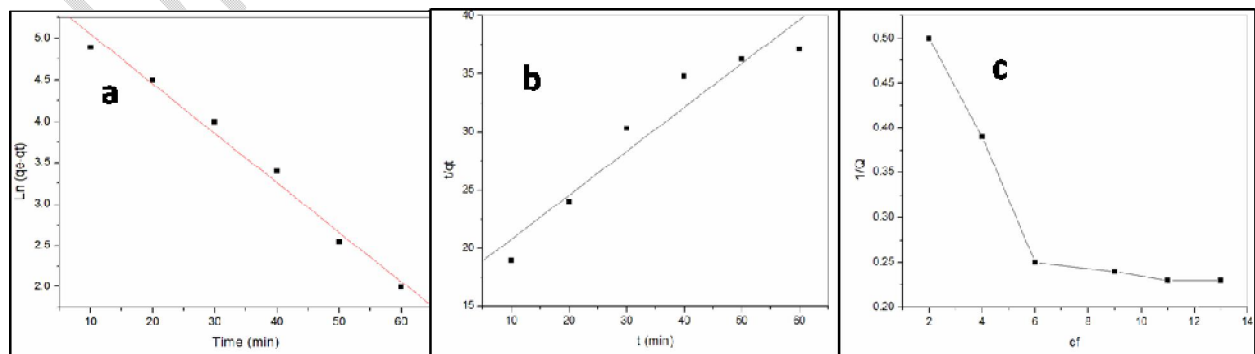 a
Ln (qe-qt)
5.0
4.5
4.0
3.5
3.0
2.5
2.0
10 20 30 40 50 60
Time (min)
b
t/qt
40
35
30
25
20
15
10 20 30 40 50 60
t (min)
c
1/Q
0.50
0.45
0.40
0.35
0.30
0.25
0.20
2 4 6 8 10 12 14
cf